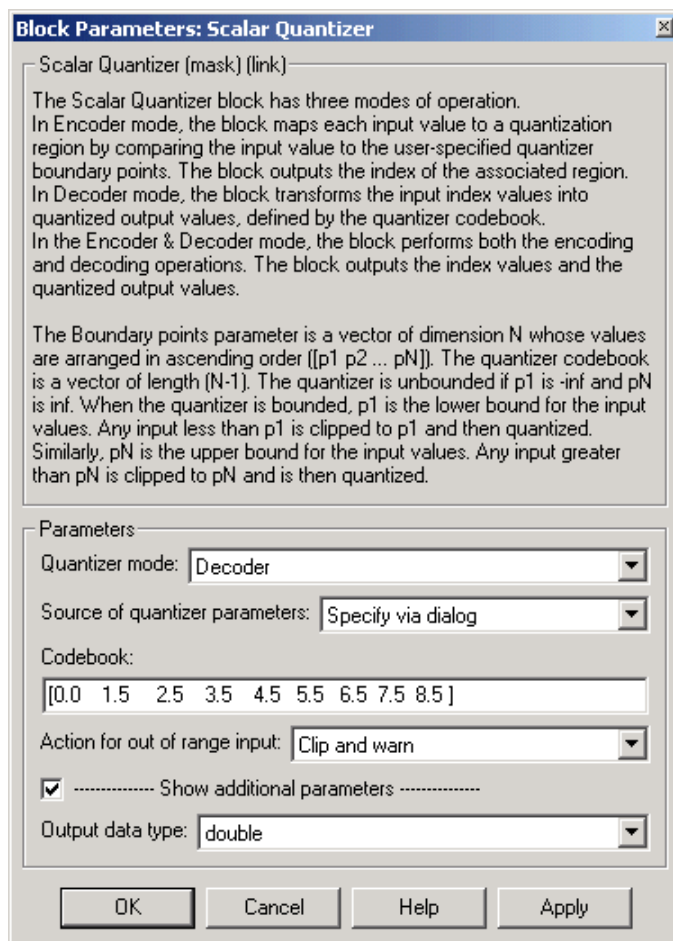 Block Parameters: Scalar Quantizer
Scalar Quantizer (mask) (link)
The Scalar Quantizer block has three modes of operation.
In Encoder mode, the block maps each input value to a quantization
region by comparing the input value to the user-specified quantizer
boundary points. The block outputs the index of the associated region.
In Decoder mode, the block transforms the input index values into
quantized output values, defined by the quantizer codebook.
In the Encoder & Decoder mode, the block performs both the encoding
and decoding operations. The block outputs the index values and the
quantized output values.
The Boundary points parameter is a vector of dimension N whose values
are arranged in ascending order ([p1 p2 ... pN]). The quantizer codebook
is a vector of length (N-1). The quantizer is unbounded if p1 is -inf and pN
is inf. When the quantizer is bounded, p1 is the lower bound for the input
values. Any input less than p1 is clipped to p1 and then quantized.
Similarly, pN is the upper bound for the input values. Any input greater
than pN is clipped to pN and is then quantized.
Parameters
Quantizer mode: Decoder
Source of quantizer parameters: Specify via dialog
Codebook:
[0.0 1.5 2.5 3.5 4.5 5.5 6.5 7.5 8.5 ]
Action for out of range input: Clip and warn
--------------- Show additional parameters ---------------
Output data type: double
OK Cancel Help Apply